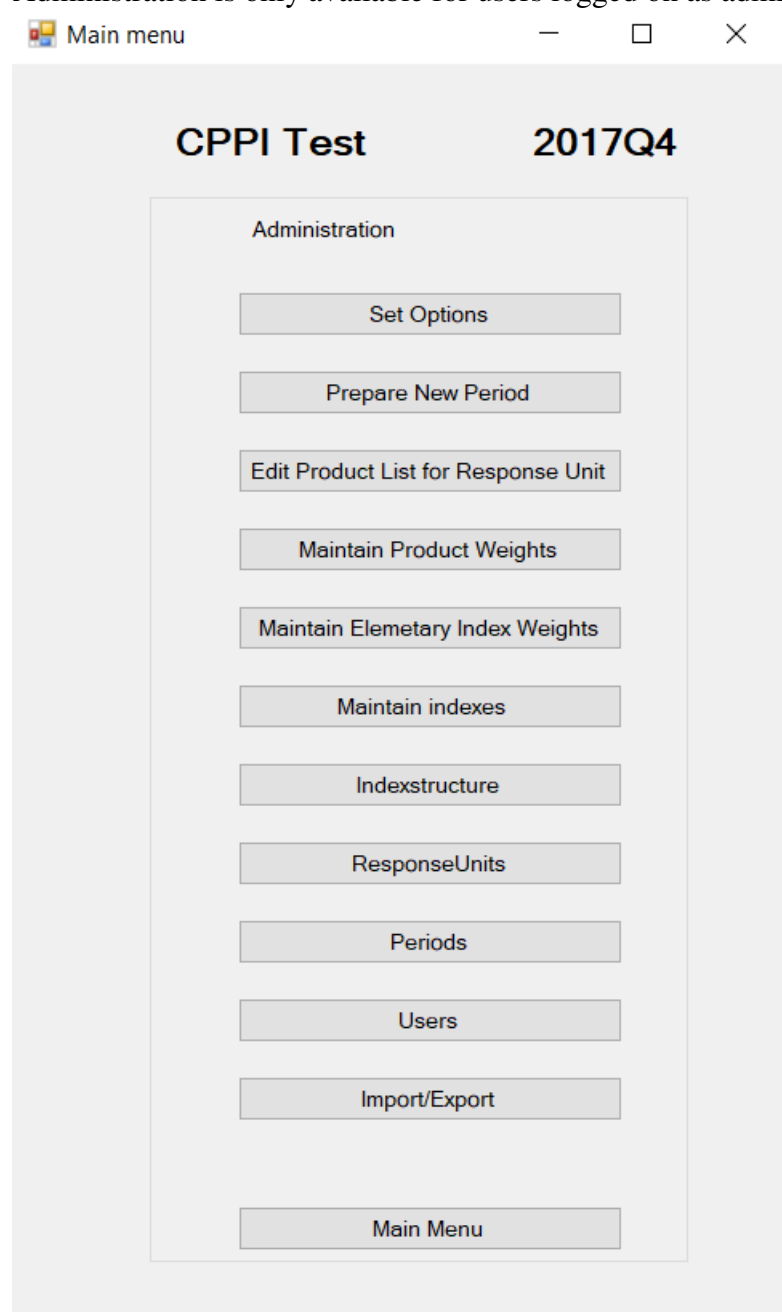 Administration is only available for users logged on as
Main menu
CPPI Test 2017Q4
Administration
Set Options
Prepare New Period
Edit Product List for Response Unit
Maintain Product Weights
Maintain Elemetary Index Weights
Maintain indexes
Indexstructure
ResponseUnits
Periods
Users
Import/Export
Main Menu